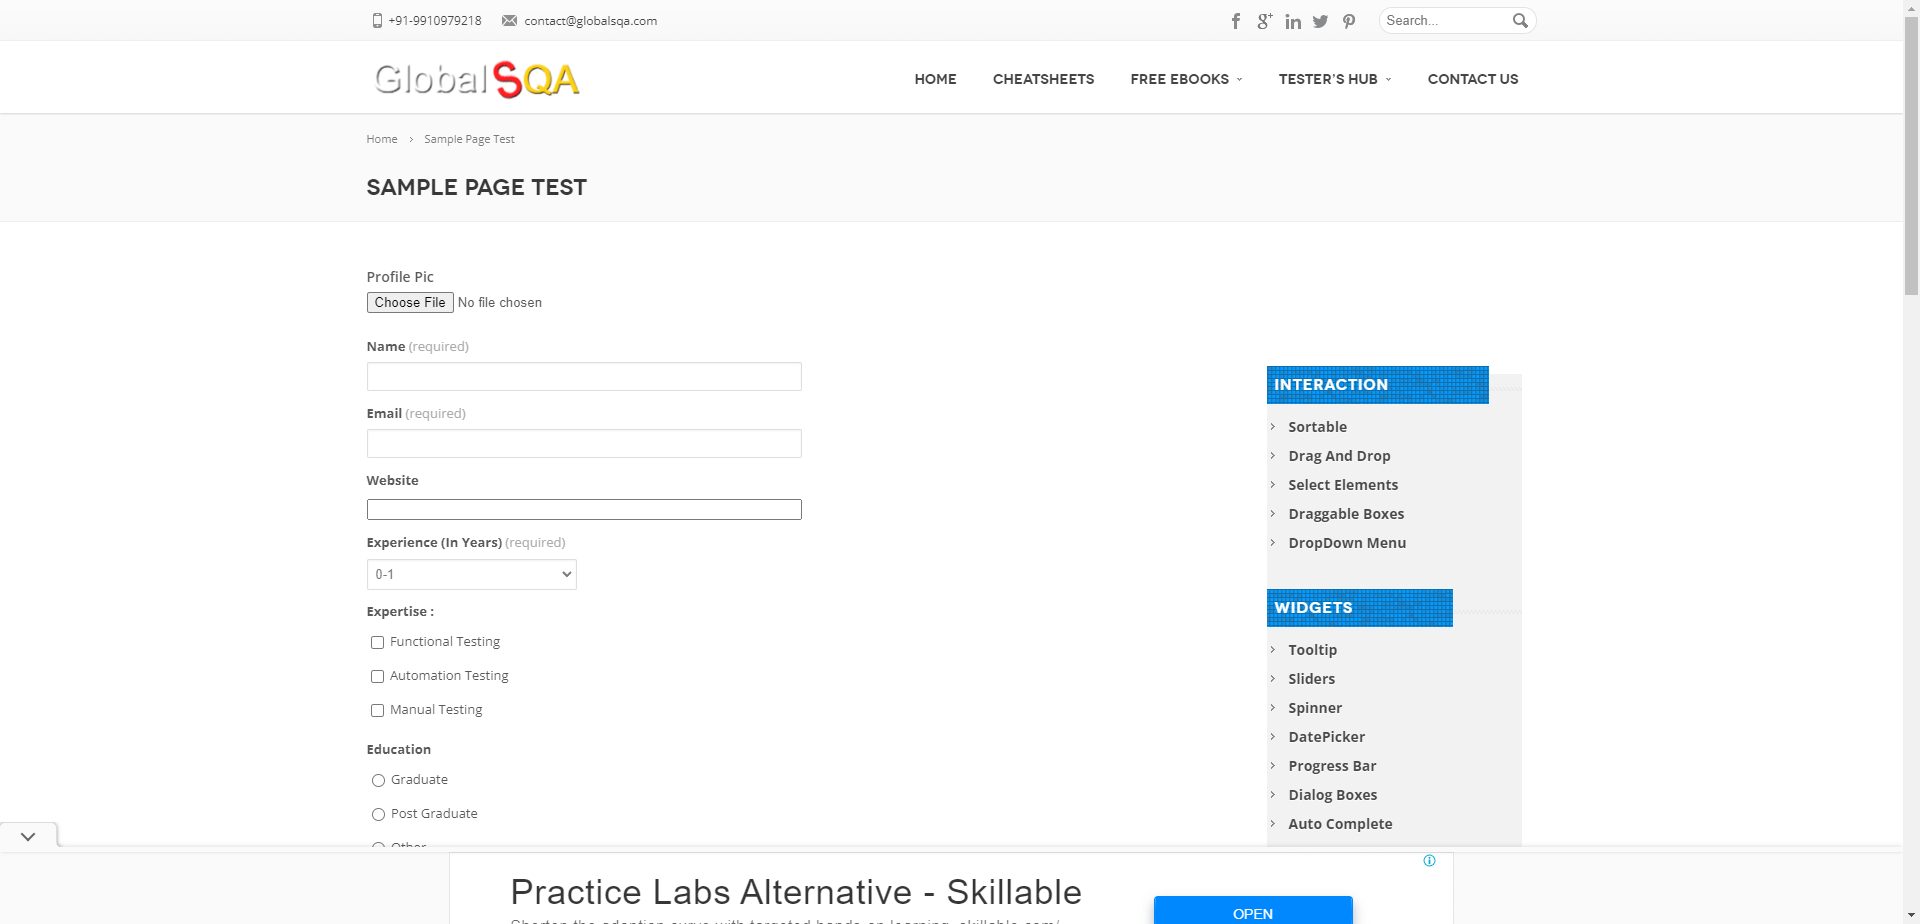 +91-9910979218 contact@globalsqa.com Search...
GlobalSQA
HOME CHEATSHEETS FREE EBOOKS TESTER'S HUB CONTACT US
Home › Sample Page Test
SAMPLE PAGE TEST
Profile Pic
Choose File No file chosen
Name (required)
Email (required)
Website
Experience (In Years) (required)
0-1
Expertise :
Functional Testing
Automation Testing
Manual Testing
Education
Graduate
Post Graduate
Other
INTERACTION
Sortable
Drag And Drop
Select Elements
Draggable Boxes
DropDown Menu
WIDGETS
Tooltip
Sliders
Spinner
DatePicker
Progress Bar
Dialog Boxes
Auto Complete
Practice Labs Alternative - Skillable
OPEN